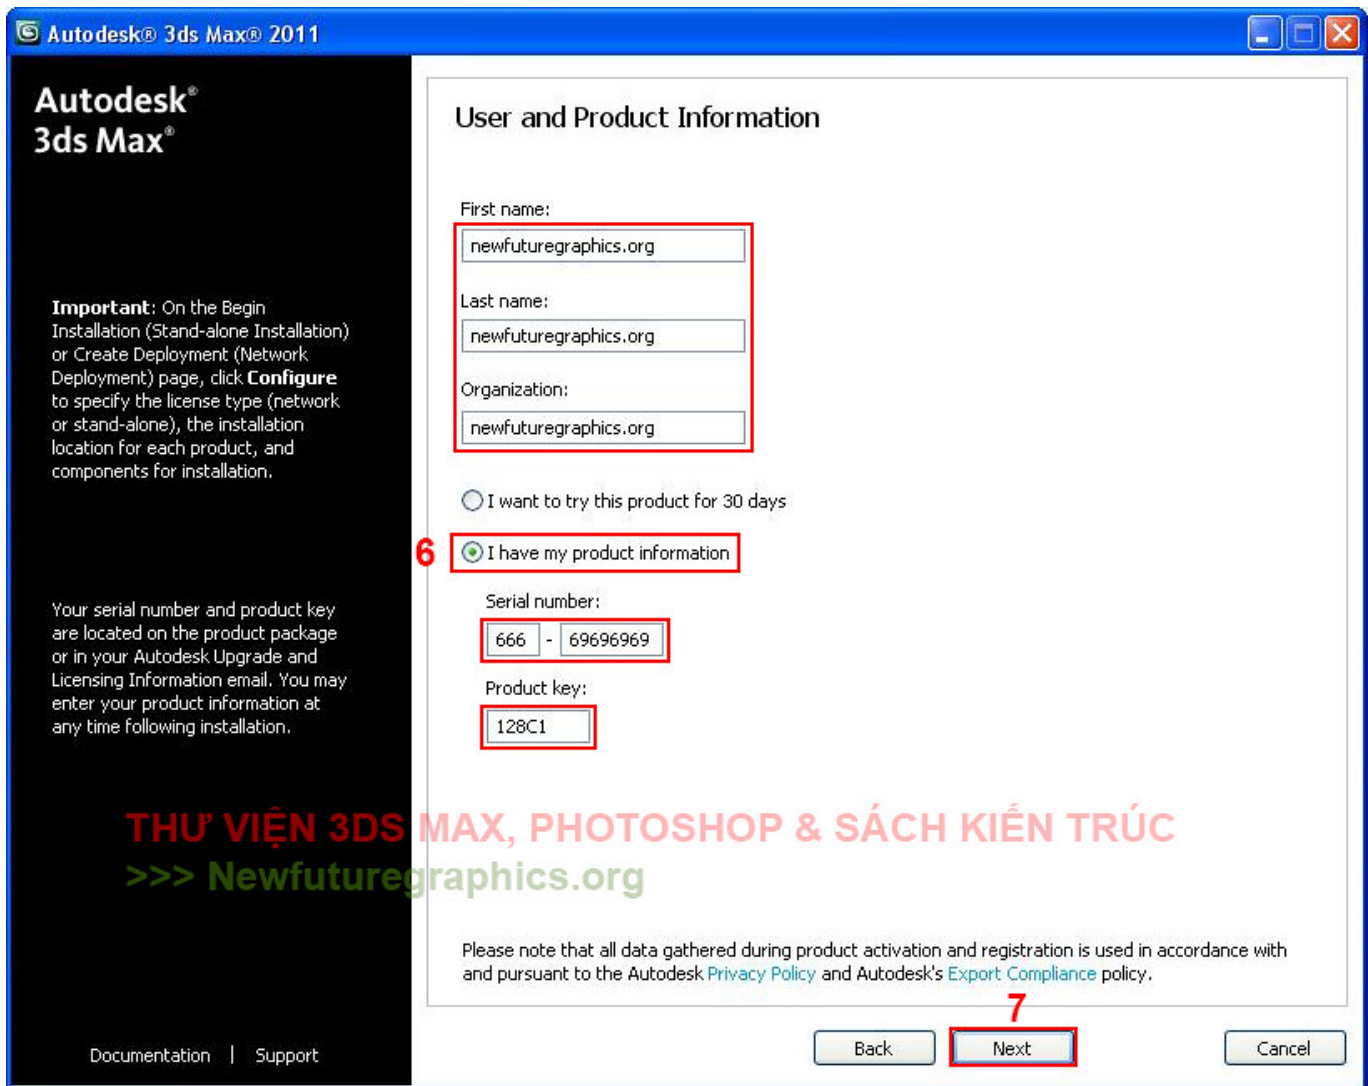 Autodesk® 3ds Max® 2011
Autodesk®
3ds Max®
Important: On the Begin
Installation (Stand-alone Installation)
or Create Deployment (Network
Deployment) page, click Configure
to specify the license type (network
or stand-alone), the installation
location for each product, and
components for installation.
Your serial number and product key
are located on the product package
or in your Autodesk Upgrade and
Licensing Information email. You may
enter your product information at
any time following installation.
Documentation | Support
User and Product Information
First name:
newfuturegraphics.org
Last name:
newfuturegraphics.org
Organization:
newfuturegraphics.org
I want to try this product for 30 days
6 I have my product information
Serial number:
666 - 69696969
Product key:
128C1
THƯ VIỆN 3DS MAX, PHOTOSHOP & SÁCH KIẾN TRÚC
>>> Newfuturegraphics.org
Please note that all data gathered during product activation and registration is used in accordance with
and pursuant to the Autodesk Privacy Policy and Autodesk's Export Compliance policy.
7
Back Next Cancel